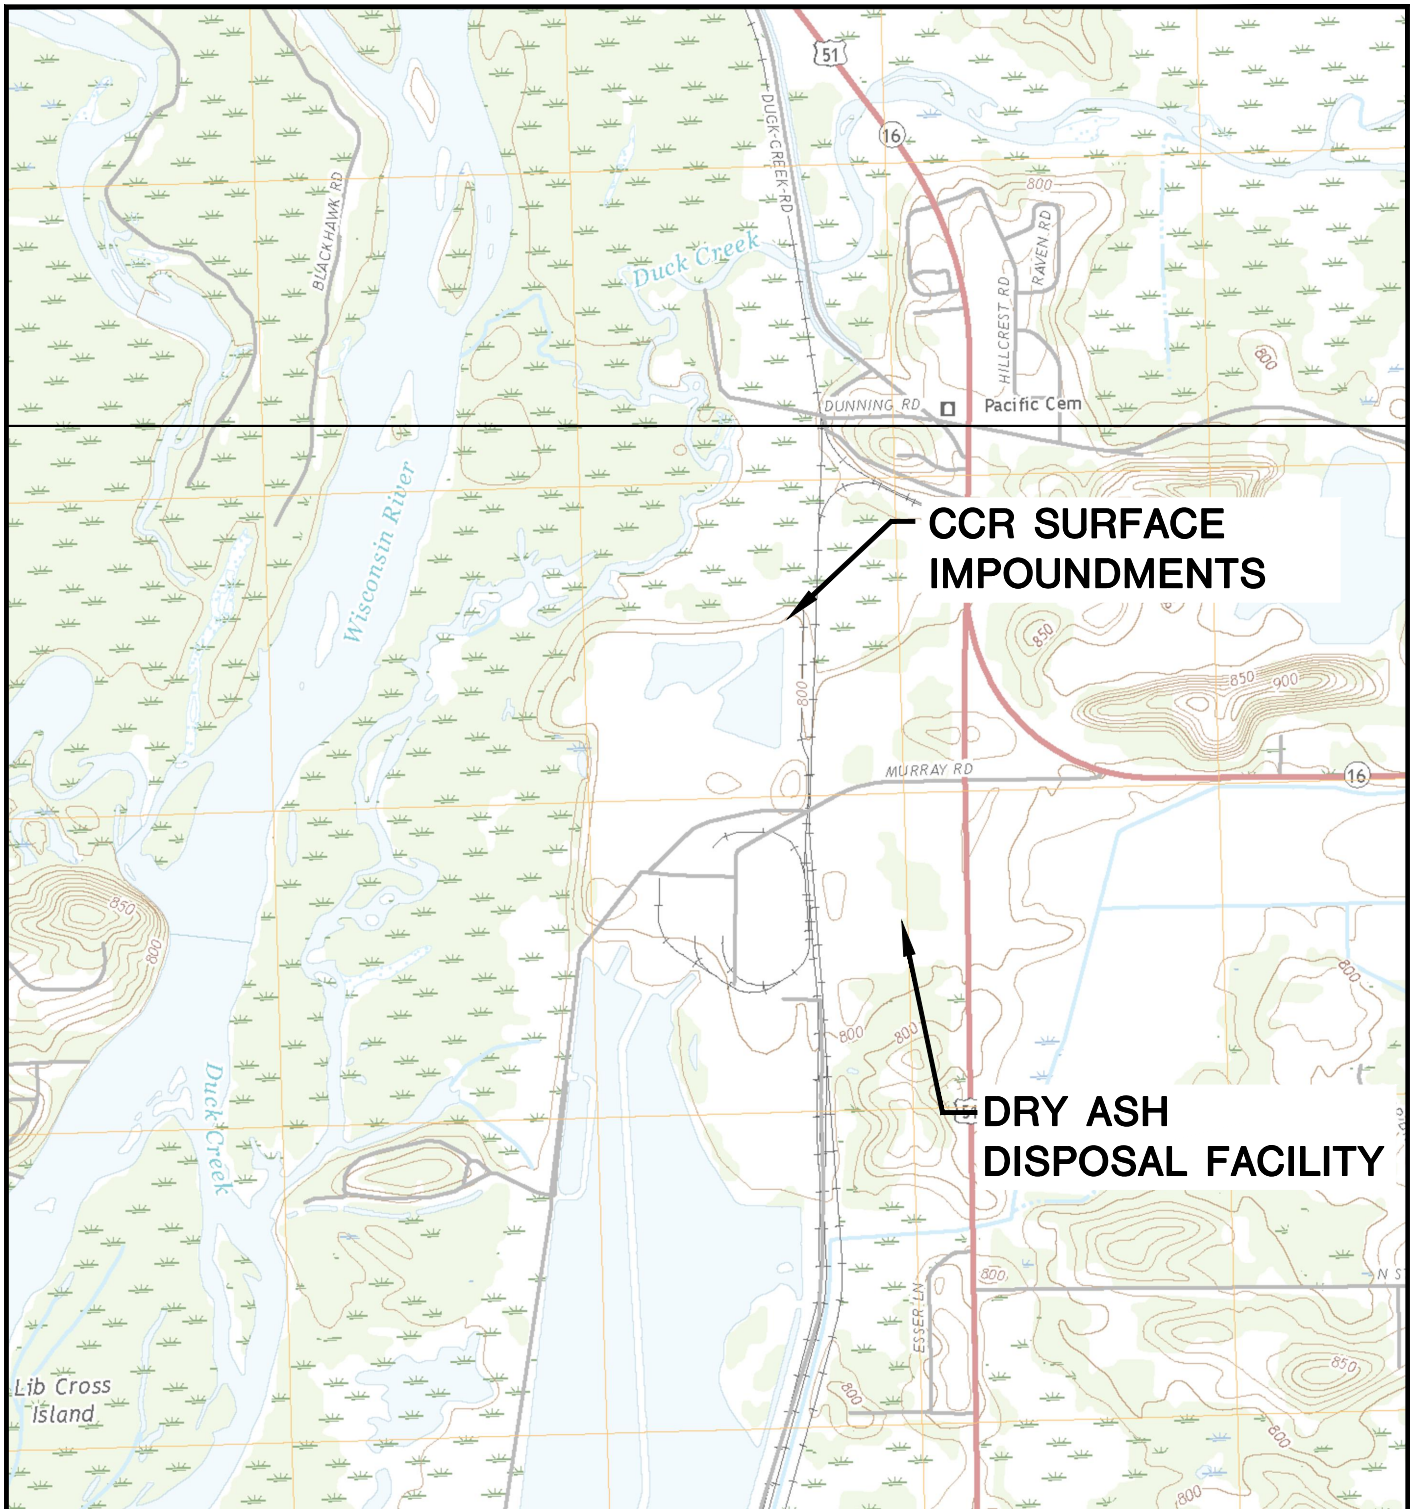 51
DUCK-CREEK-RD
16
800
BLACKHAWK RD
RAVEN RD
Duck Creek
HILLCREST RD
800
DUNNING RD
Pacific Cem
Wisconsin River
CCR SURFACE
IMPOUNDMENTS
850
800
850
900
MURRAY RD
16
850
800
800
800
800
Duck Creek
51
DRY ASH
DISPOSAL FACILITY
800
N ST
ESSER LN
850
Lib Cross
Island
800
800
800